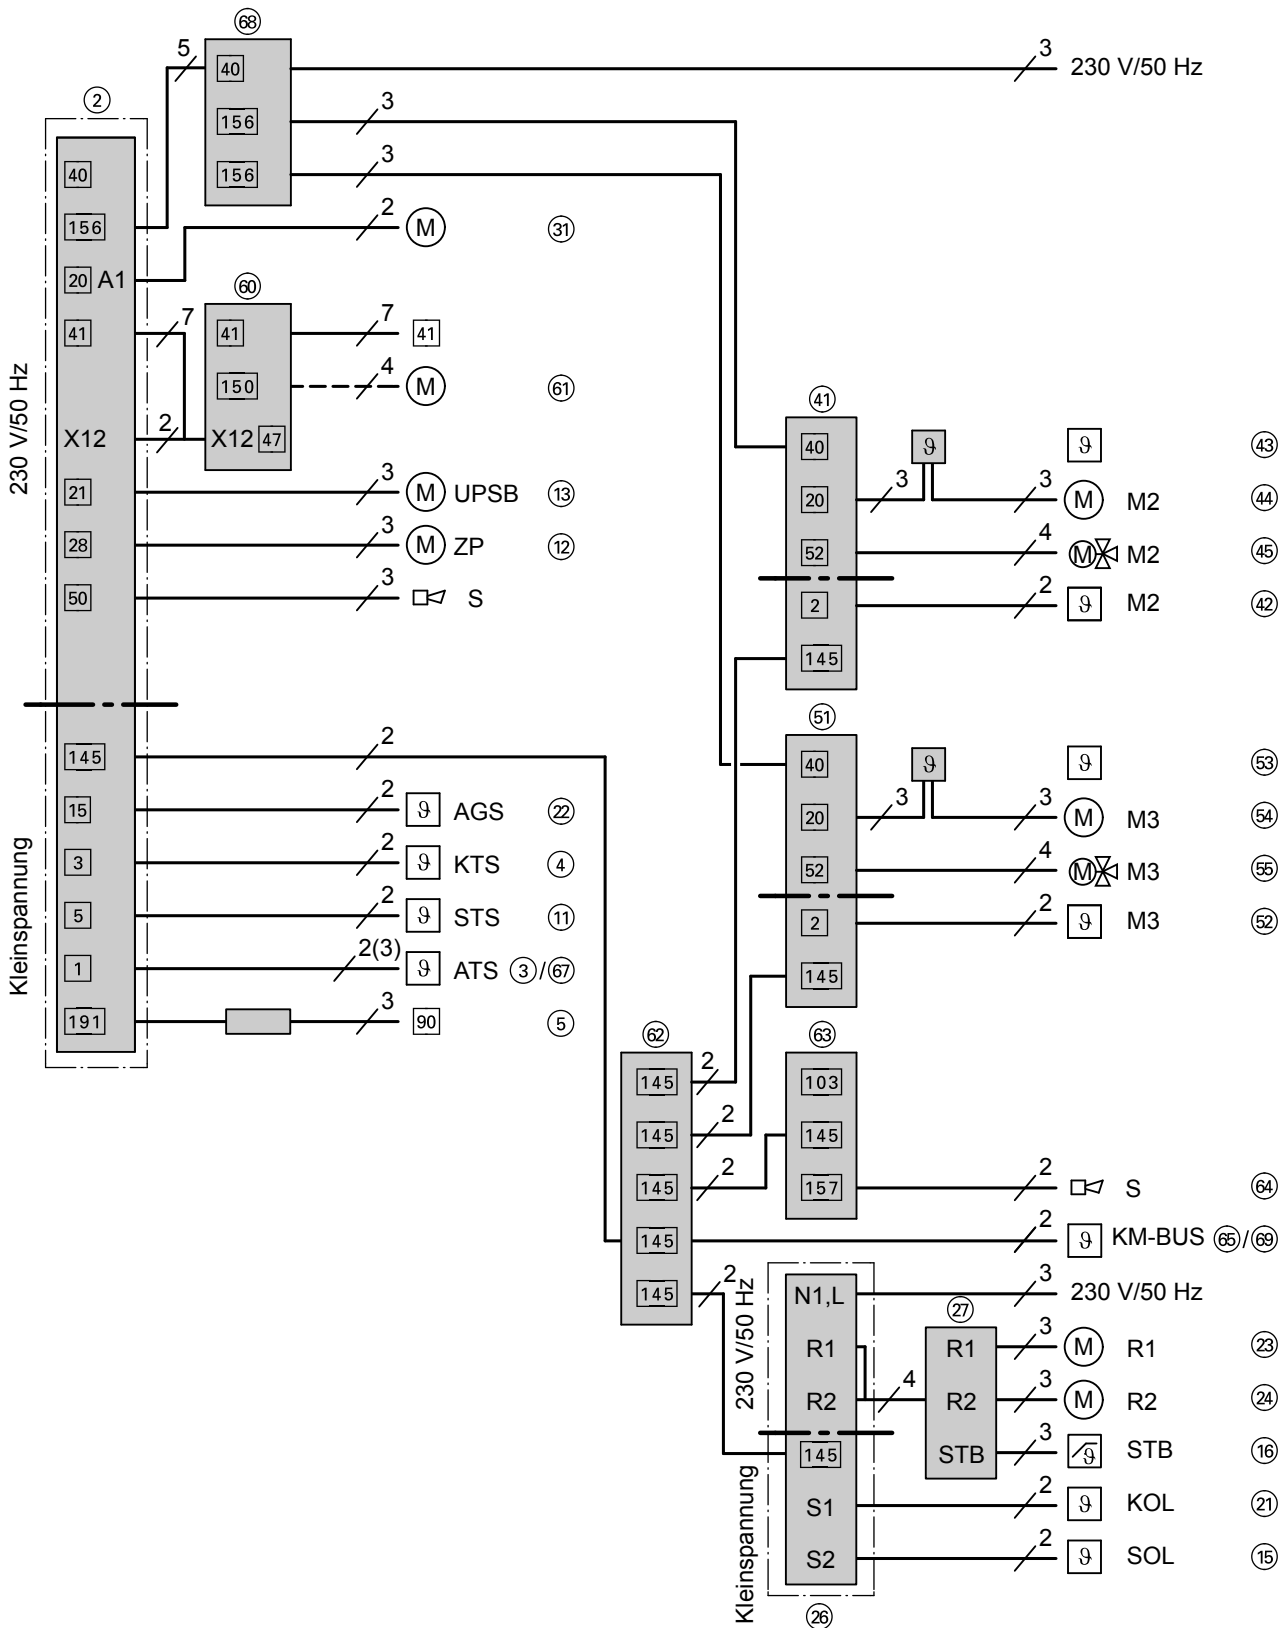 68
5
40
3
230 V/50 Hz
2
156
3
156
3
40
156
2
M
31
20 A1
60
41
7
41
7
41
150
4
M
61
41
X12
2
X12 47
40
ϑ
ϑ
43
230 V/50 Hz
21
3
M UPSB
13
20
3
3
M
M2
44
28
3
M ZP
12
52
4
M
M2
45
50
3
S
2
2
ϑ
M2
42
145
51
145
2
40
ϑ
ϑ
53
15
2
ϑ AGS
22
20
3
3
M
M3
54
3
2
ϑ KTS
4
52
4
M
M3
55
5
2
ϑ STS
11
2
2
ϑ
M3
52
Kleinspannung
1
2(3)
ϑ ATS 3/67
145
191
3
90
5
62
63
145
2
103
145
2
145
145
2
157
2
S
64
145
2
ϑ
KM-BUS 65/69
145
2
230 V/50 Hz
N1,L
3
230 V/50 Hz
27
R1
R1
3
M
R1
23
R2
4
R2
3
M
R2
24
145
STB
3
ϑ
STB
16
Kleinspannung
S1
2
ϑ
KOL
21
S2
2
ϑ
SOL
15
26